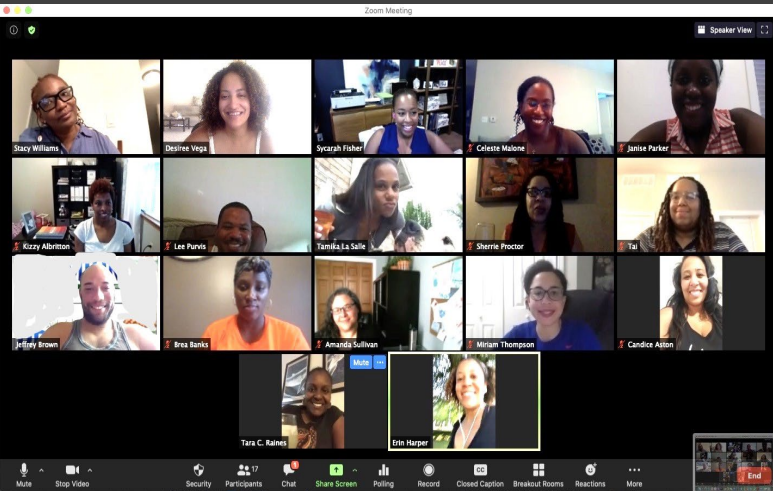 Zoom Meeting
Speaker View
Stacy Williams
Desiree Vega
Sycarah Fisher
Celeste Malone
Janise Parker
Kizzy Albritton
Lee Purvis
Tamika La Salle
Sherrie Proctor
Tai
Jeffrey Brown
Brea Banks
Amanda Sullivan
Miriam Thompson
Candice Aston
Mute
Tara C. Raines
Erin Harper
17
Mute
Stop Video
Security
Participants
Chat
Share Screen
Polling
Record
CC
Closed Caption
Breakout Rooms
Reactions
More
End